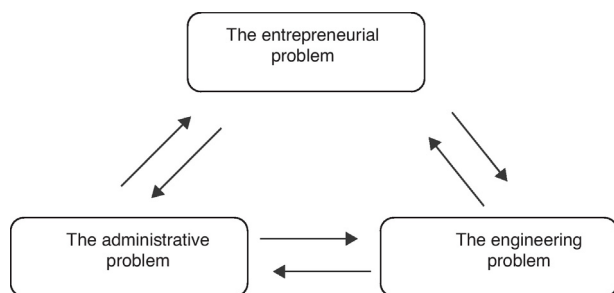 The entrepreneurial
problem
The administrative
problem
The engineering
problem